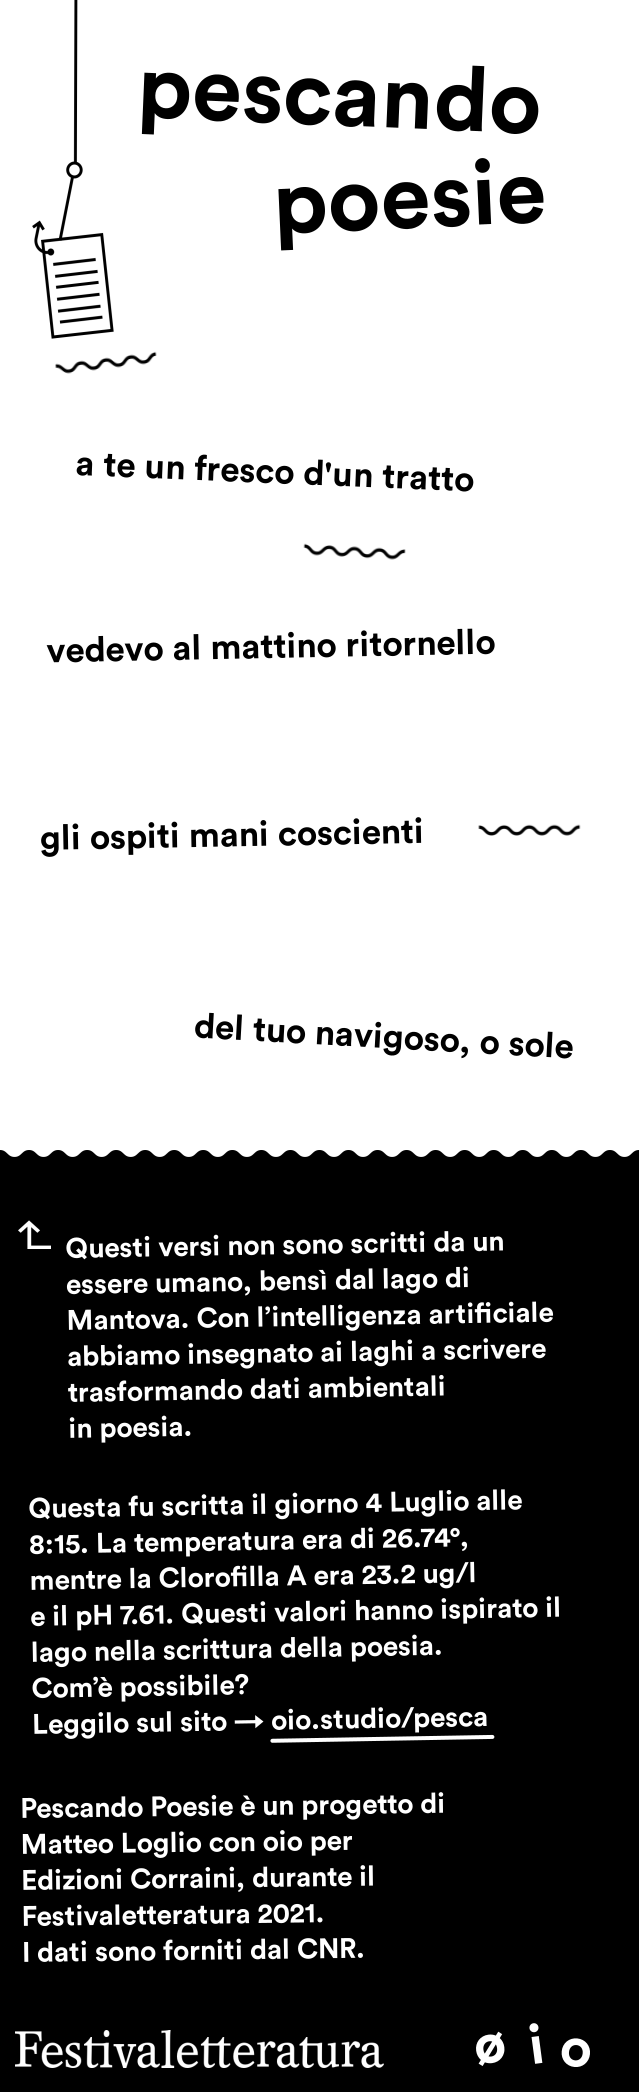 pescando
poesie
a te un fresco d'un tratto
vedevo al mattino ritornello
gli ospiti mani coscienti
del tuo navigoso, o sole
Questi versi non sono scritti da un
essere umano, bensì dal lago di
Mantova. Con l’intelligenza artificiale
abbiamo insegnato ai laghi a scrivere
trasformando dati ambientali
in poesia.
Questa fu scritta il giorno 4 Luglio alle
8:15. La temperatura era di 26.74°,
mentre la Clorofilla A era 23.2 ug/l
e il pH 7.61. Questi valori hanno ispirato il
lago nella scrittura della poesia.
Com’è possibile?
Leggilo sul sito → oio.studio/pesca
Pescando Poesie è un progetto di
Matteo Loglio con oio per
Edizioni Corraini, durante il
Festivaletteratura 2021.
I dati sono forniti dal CNR.
Festivaletteratura øio